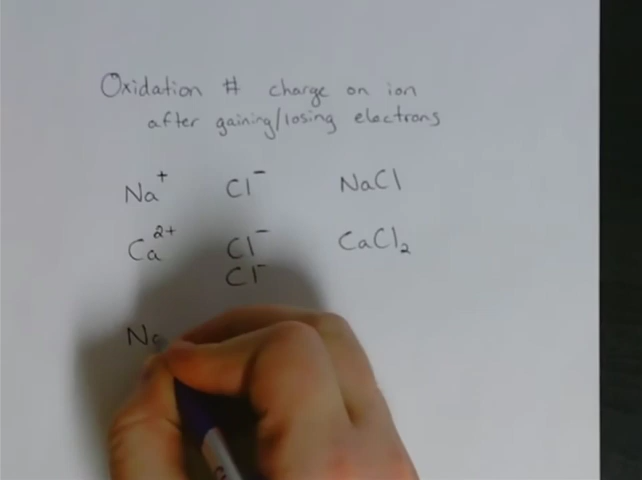 Oxidation # charge on ion
after gaining/losing electrons
Na⁺ Cl⁻ NaCl
Ca²⁺ Cl⁻ CaCl₂
Cl⁻